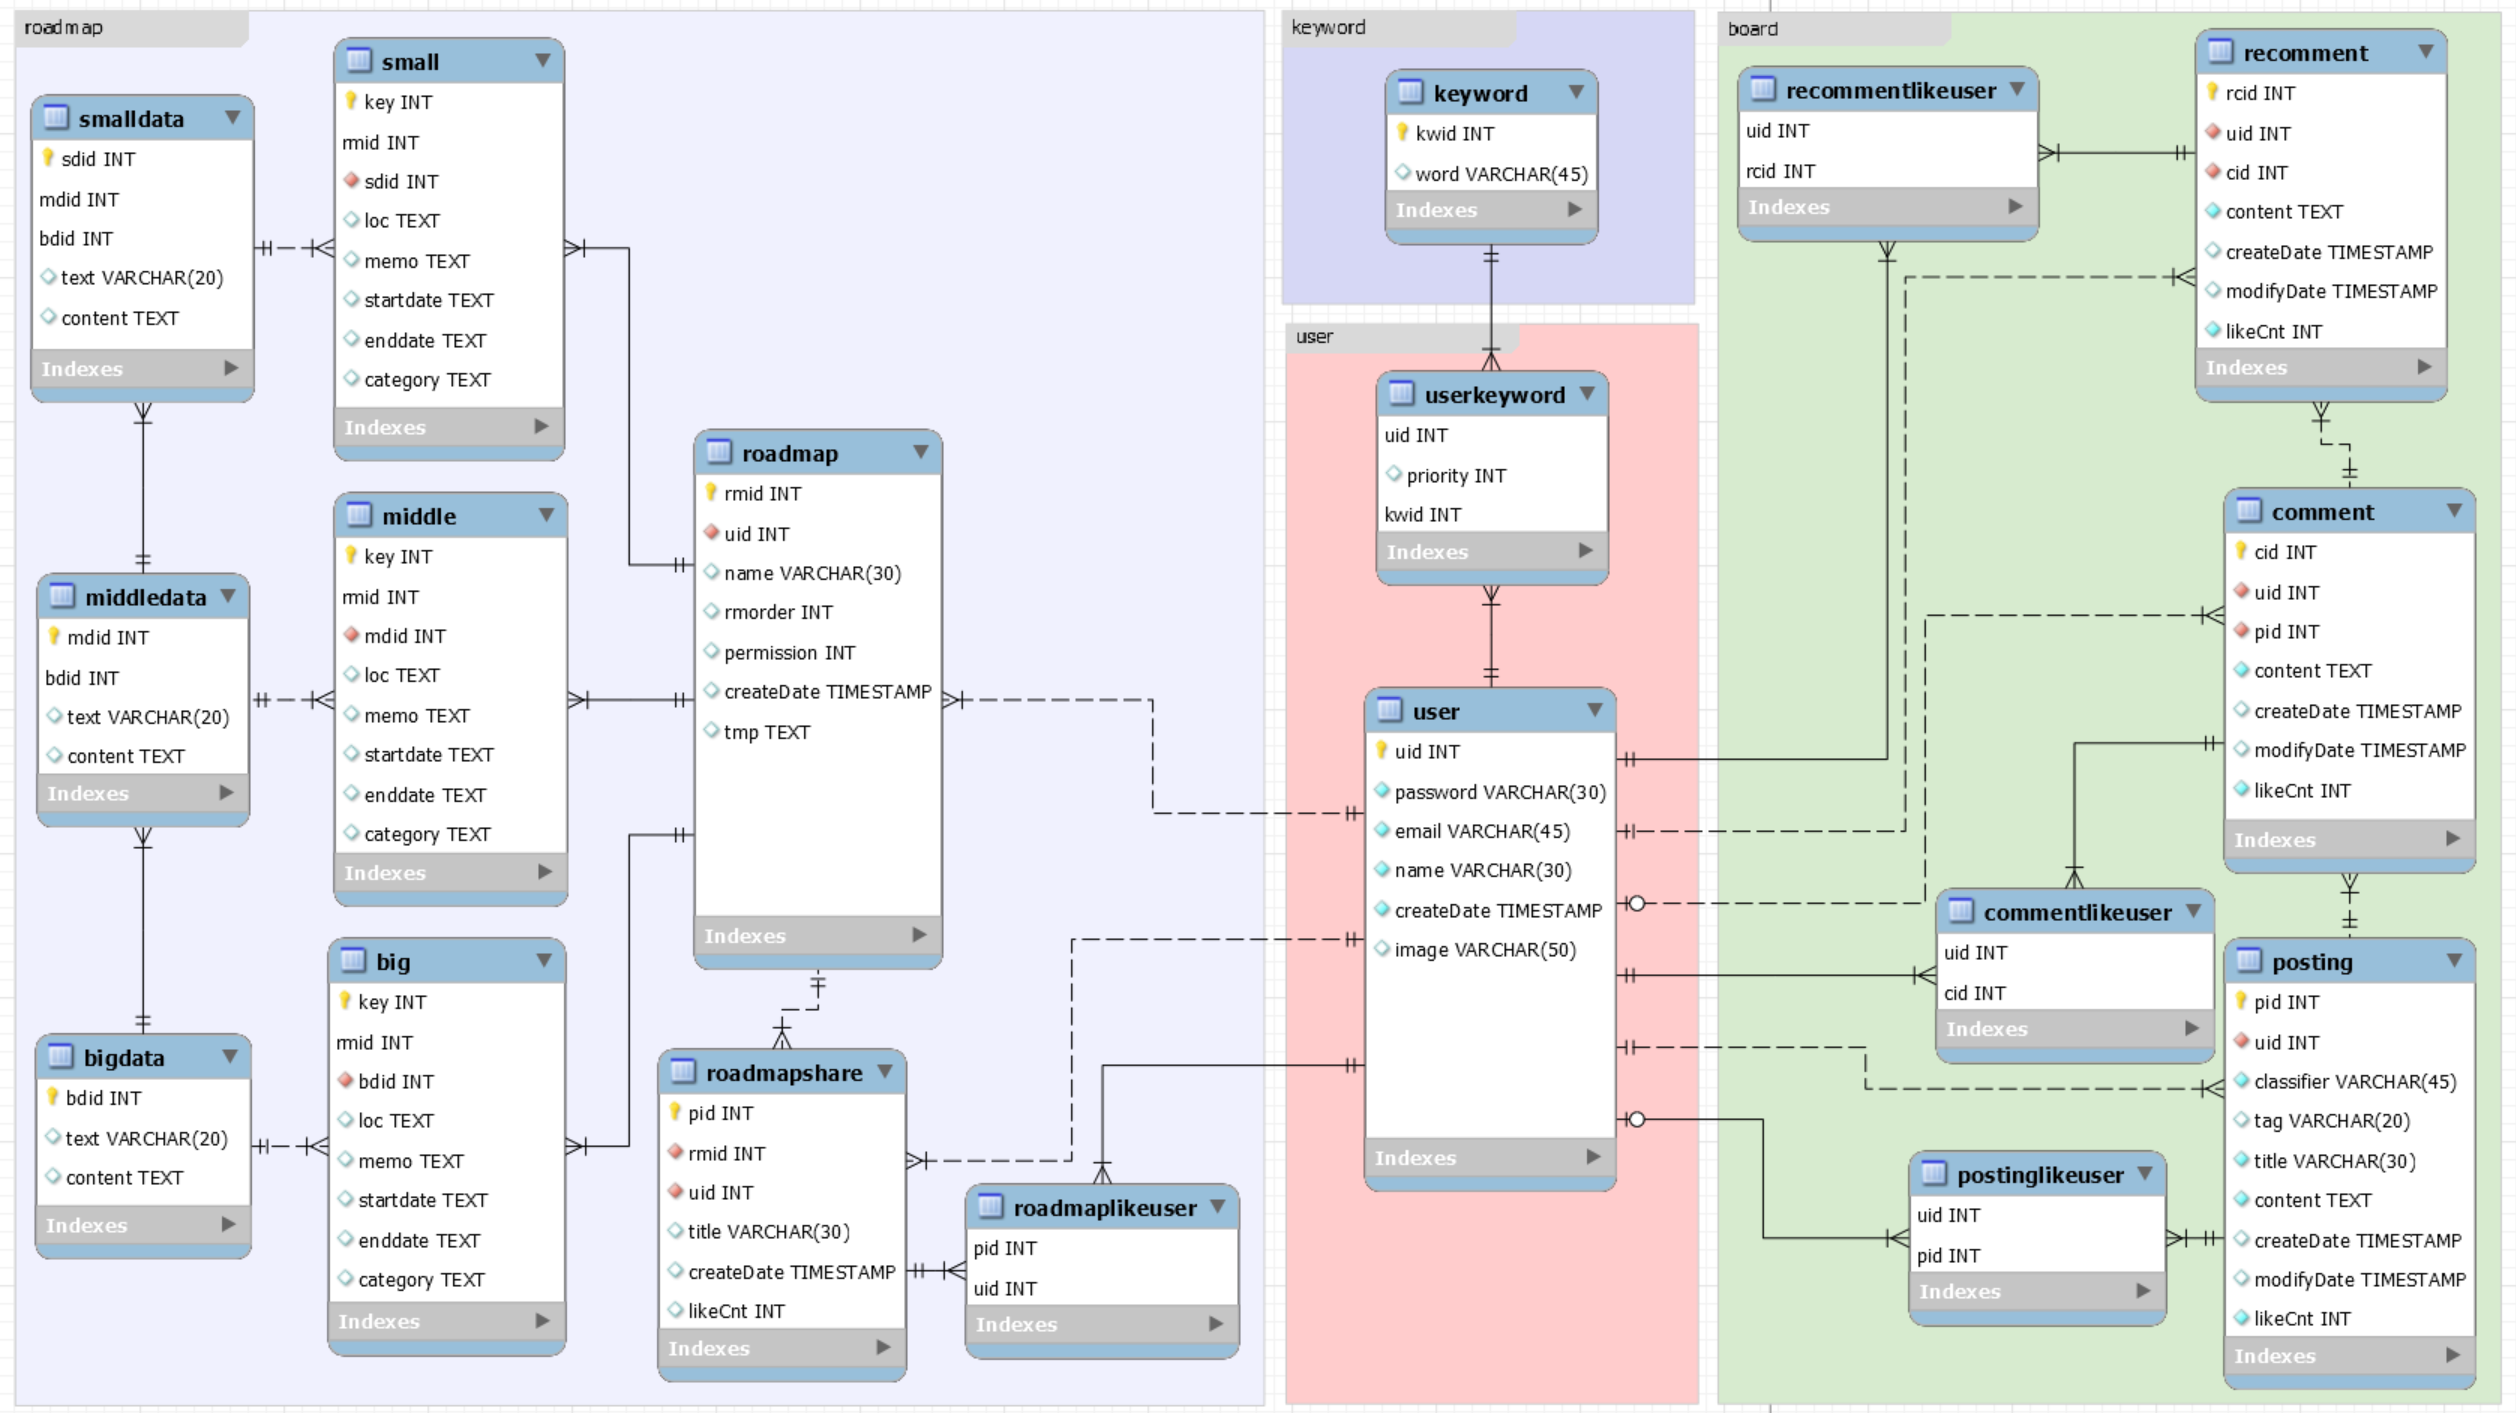 roadmap
smalldata
sdid INT
mdid INT
bdid INT
text VARCHAR(20)
content TEXT
Indexes
small
key INT
rmid INT
sdid INT
loc TEXT
memo TEXT
startdate TEXT
enddate TEXT
category TEXT
Indexes
middledata
mdid INT
bdid INT
text VARCHAR(20)
content TEXT
Indexes
middle
key INT
rmid INT
mdid INT
loc TEXT
memo TEXT
startdate TEXT
enddate TEXT
category TEXT
Indexes
bigdata
bdid INT
text VARCHAR(20)
content TEXT
Indexes
big
key INT
rmid INT
bdid INT
loc TEXT
memo TEXT
startdate TEXT
enddate TEXT
category TEXT
Indexes
roadmap
rmid INT
uid INT
name VARCHAR(30)
rmorder INT
permission INT
createDate TIMESTAMP
tmp TEXT
Indexes
roadmapshare
pid INT
rmid INT
uid INT
title VARCHAR(30)
createDate TIMESTAMP
likeCnt INT
Indexes
roadmaplikeuser
pid INT
uid INT
Indexes
keyword
keyword
kwid INT
word VARCHAR(45)
Indexes
user
userkeyword
uid INT
priority INT
kwid INT
Indexes
user
uid INT
password VARCHAR(30)
email VARCHAR(45)
name VARCHAR(30)
createDate TIMESTAMP
image VARCHAR(50)
Indexes
board
recommentlikeuser
uid INT
rcid INT
Indexes
recomment
rcid INT
uid INT
cid INT
content TEXT
createDate TIMESTAMP
modifyDate TIMESTAMP
likeCnt INT
Indexes
comment
cid INT
uid INT
pid INT
content TEXT
createDate TIMESTAMP
modifyDate TIMESTAMP
likeCnt INT
Indexes
commentlikeuser
uid INT
cid INT
Indexes
posting
pid INT
uid INT
classifier VARCHAR(45)
tag VARCHAR(20)
title VARCHAR(30)
content TEXT
createDate TIMESTAMP
modifyDate TIMESTAMP
likeCnt INT
Indexes
postinglikeuser
uid INT
pid INT
Indexes